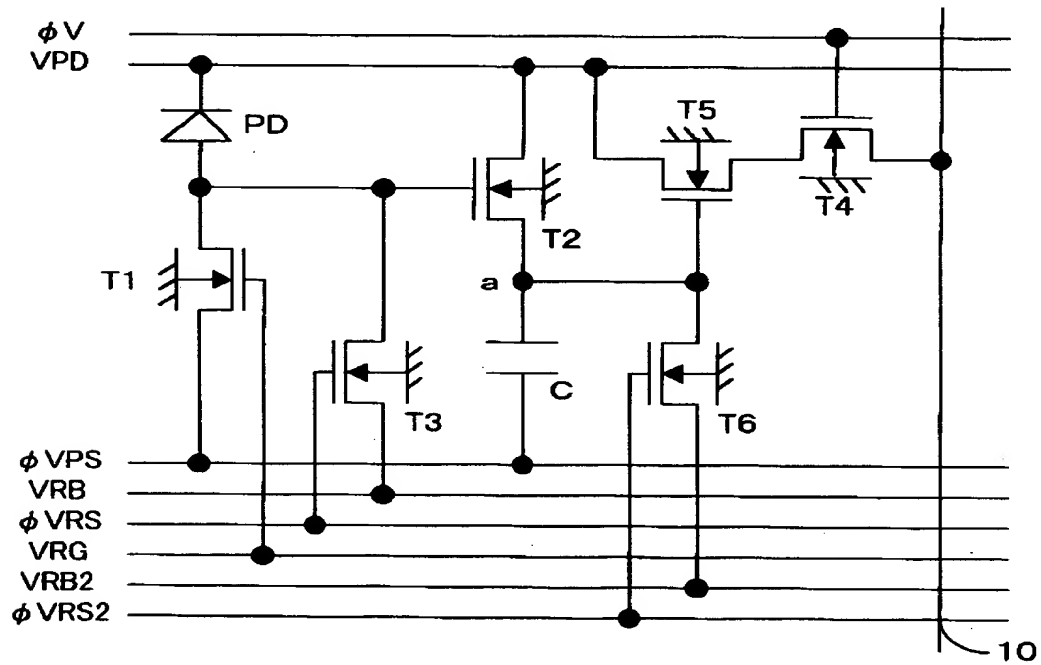 φV
VPD
PD
T5
T4
T2
T1
a
C
T3
T6
φVPS
VRB
φVRS
VRG
VRB2
φVRS2
10